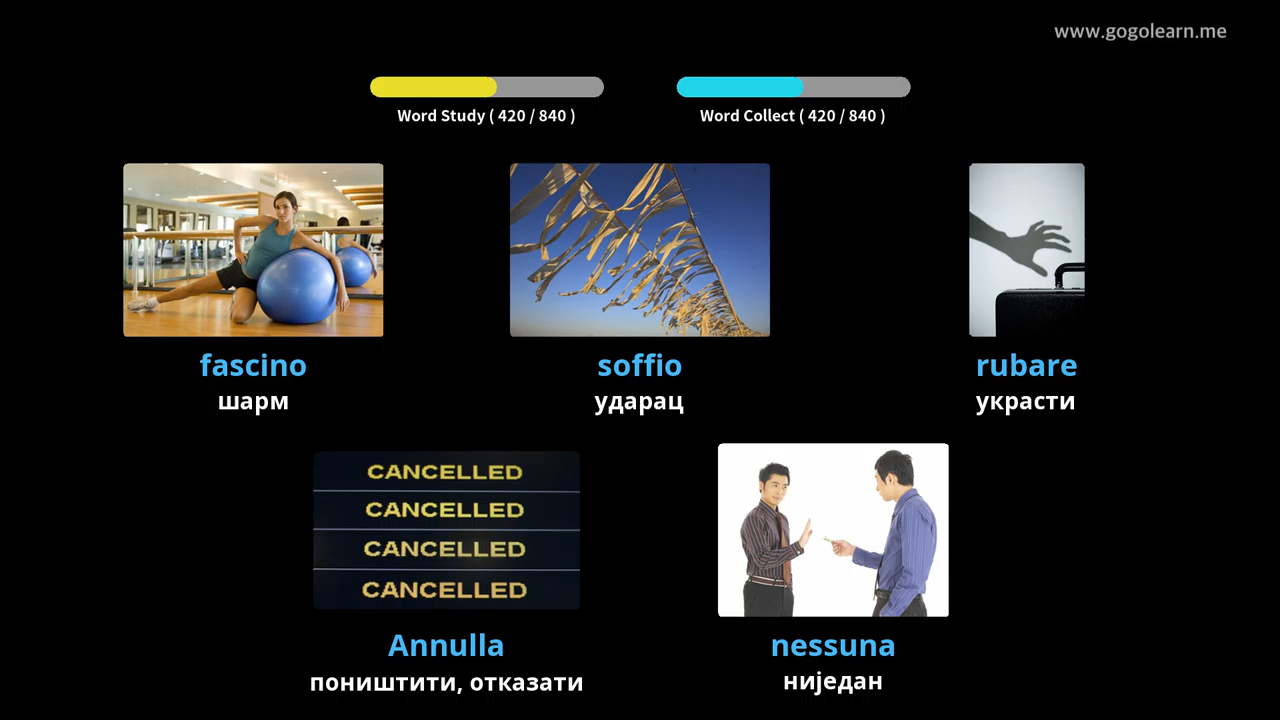 www.gogolearn.me
Word Study ( 420 / 840 )
Word Collect ( 420 / 840 )
fascino
шарм
soffio
ударац
rubare
украсти
CANCELLED
CANCELLED
CANCELLED
CANCELLED
Annulla
поништити, отказати
nessuna
ниједан